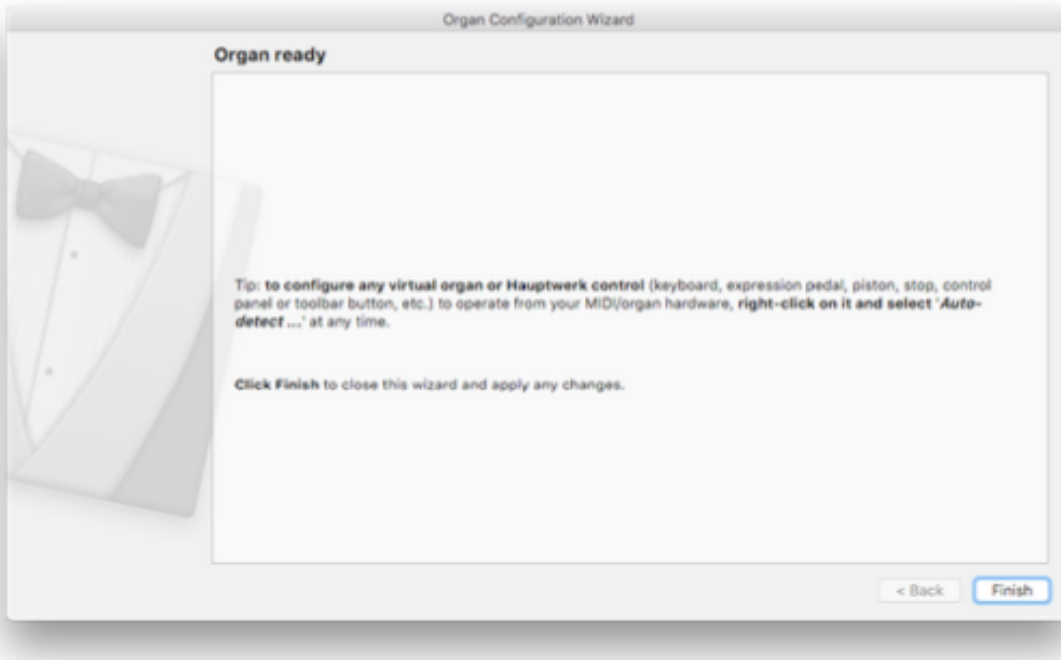 Organ Configuration Wizard
Organ ready
Tip: to configure any virtual organ or Hauptwerk control (keyboard, expression pedal, piston, stop, control
panel or toolbar button, etc.) to operate from your MIDI/organ hardware, right-click on it and select 'Auto-
detect ...' at any time.
Click Finish to close this wizard and apply any changes.
< Back
Finish